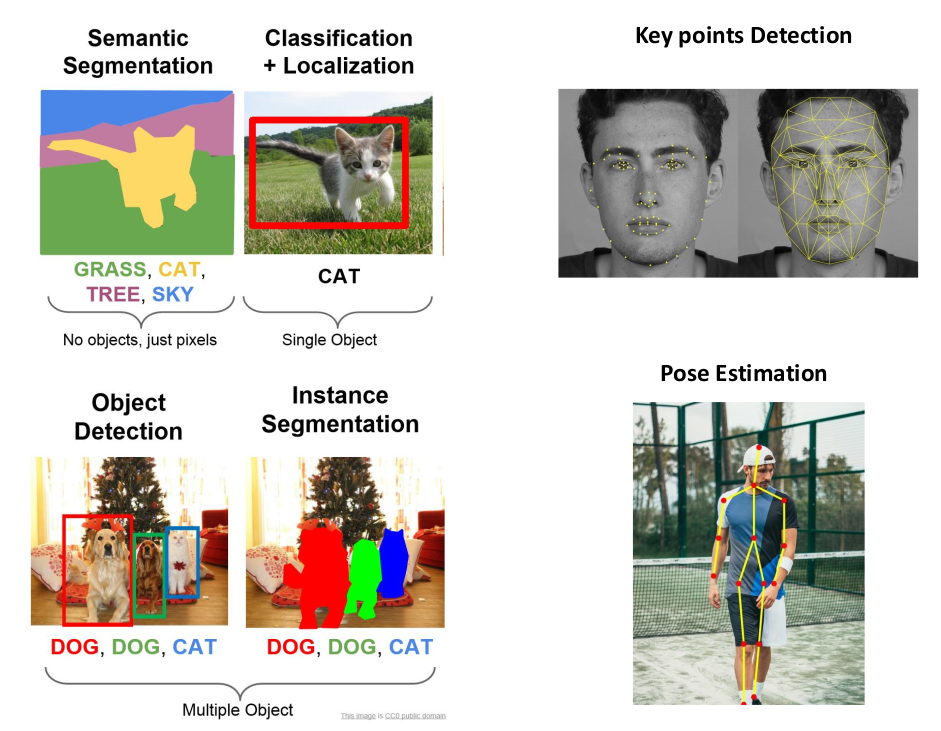 Semantic
Segmentation
Classification
+ Localization
Key points Detection
GRASS, CAT,
TREE, SKY
CAT
No objects, just pixels
Single Object
Object
Detection
Instance
Segmentation
Pose Estimation
DOG, DOG, CAT
DOG, DOG, CAT
Multiple Object
This image is CC0 public domain